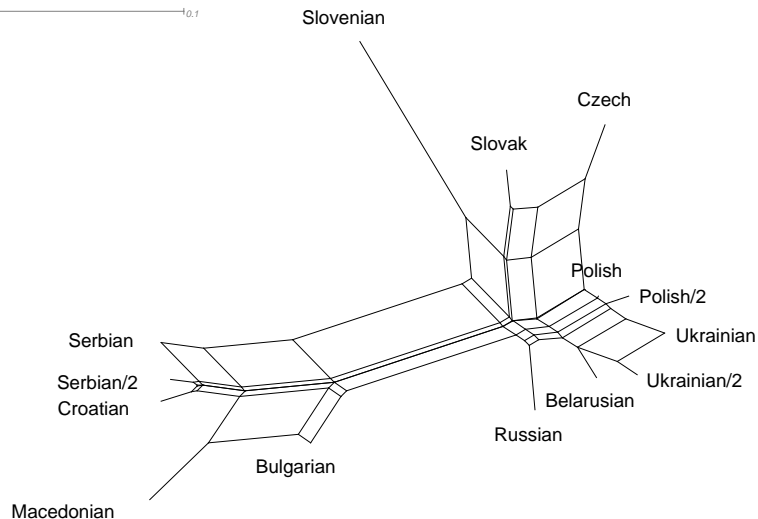 0.1
Slovenian
Czech
Slovak
Polish
Polish/2
Ukrainian
Serbian
Serbian/2
Ukrainian/2
Croatian
Belarusian
Russian
Bulgarian
Macedonian